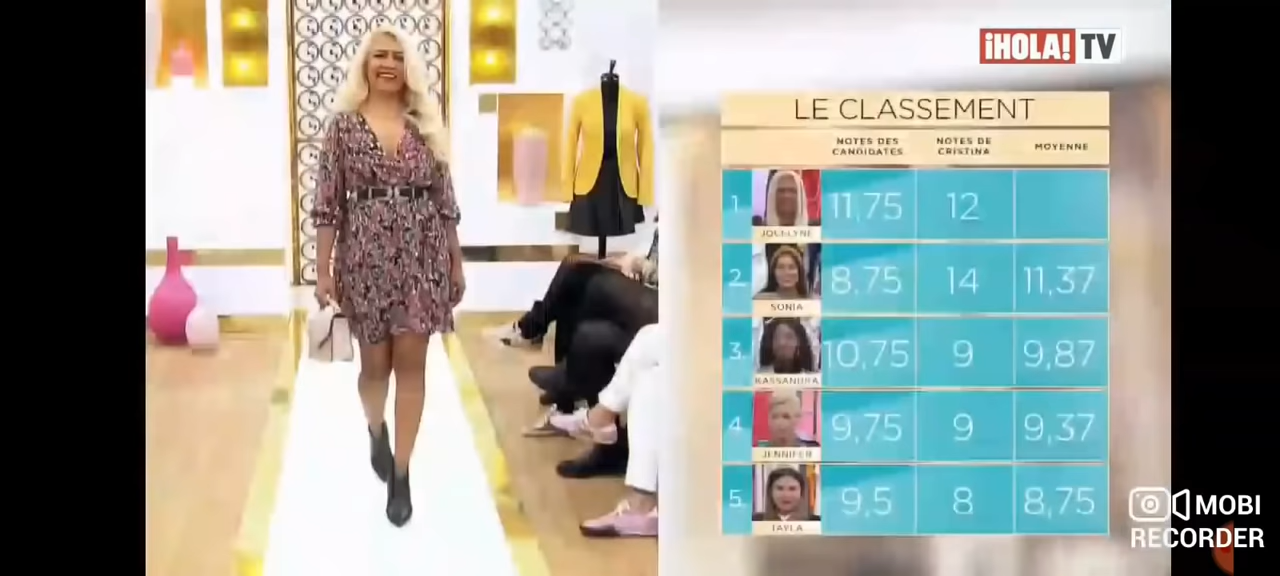 ¡HOLA! TV
LE CLASSEMENT
NOTES DES CANDIDATES NOTES DE CRISTINA MOYENNE
1. JOCELYNE 11,75 12
2. SONIA 8,75 14 11,37
3. KASSANDRA 10,75 9 9,87
4. JENNIFER 9,75 9 9,37
5. TAYLA 9,5 8 8,75
MOBI
RECORDER